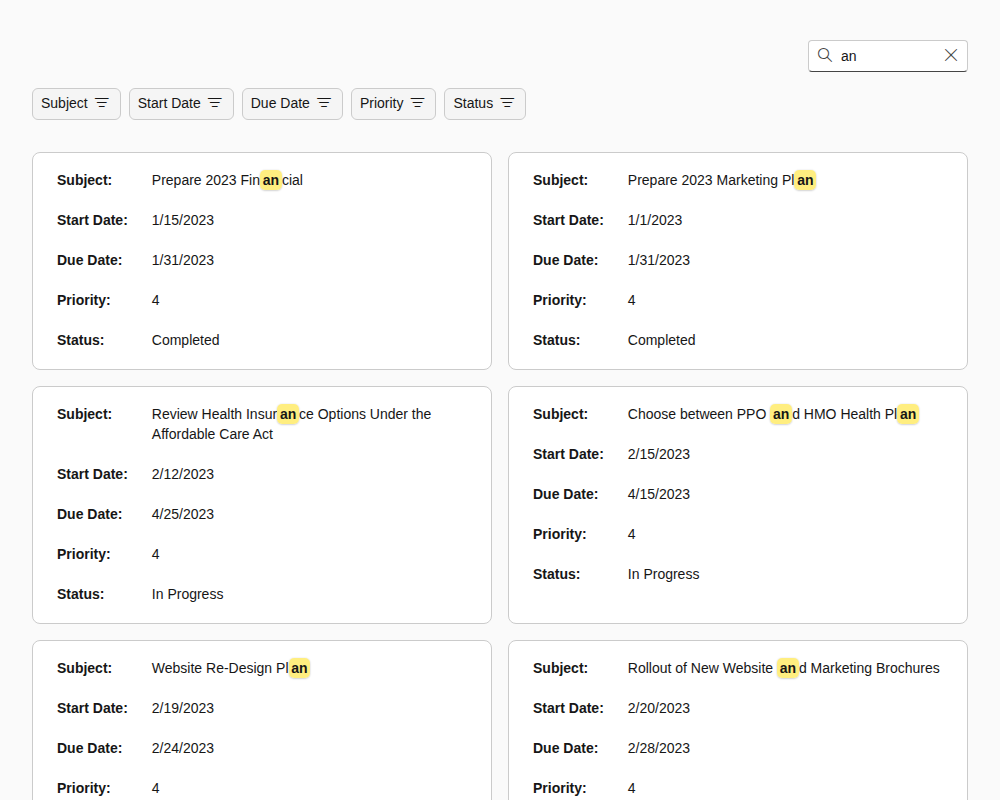 an
Subject Start Date Due Date Priority Status
Subject: Prepare 2023 Financial
Start Date: 1/15/2023
Due Date: 1/31/2023
Priority: 4
Status: Completed
Subject: Prepare 2023 Marketing Plan
Start Date: 1/1/2023
Due Date: 1/31/2023
Priority: 4
Status: Completed
Subject: Review Health Insurance Options Under the
Affordable Care Act
Start Date: 2/12/2023
Due Date: 4/25/2023
Priority: 4
Status: In Progress
Subject: Choose between PPO and HMO Health Plan
Start Date: 2/15/2023
Due Date: 4/15/2023
Priority: 4
Status: In Progress
Subject: Website Re-Design Plan
Start Date: 2/19/2023
Due Date: 2/24/2023
Priority: 4
Subject: Rollout of New Website and Marketing Brochures
Start Date: 2/20/2023
Due Date: 2/28/2023
Priority: 4